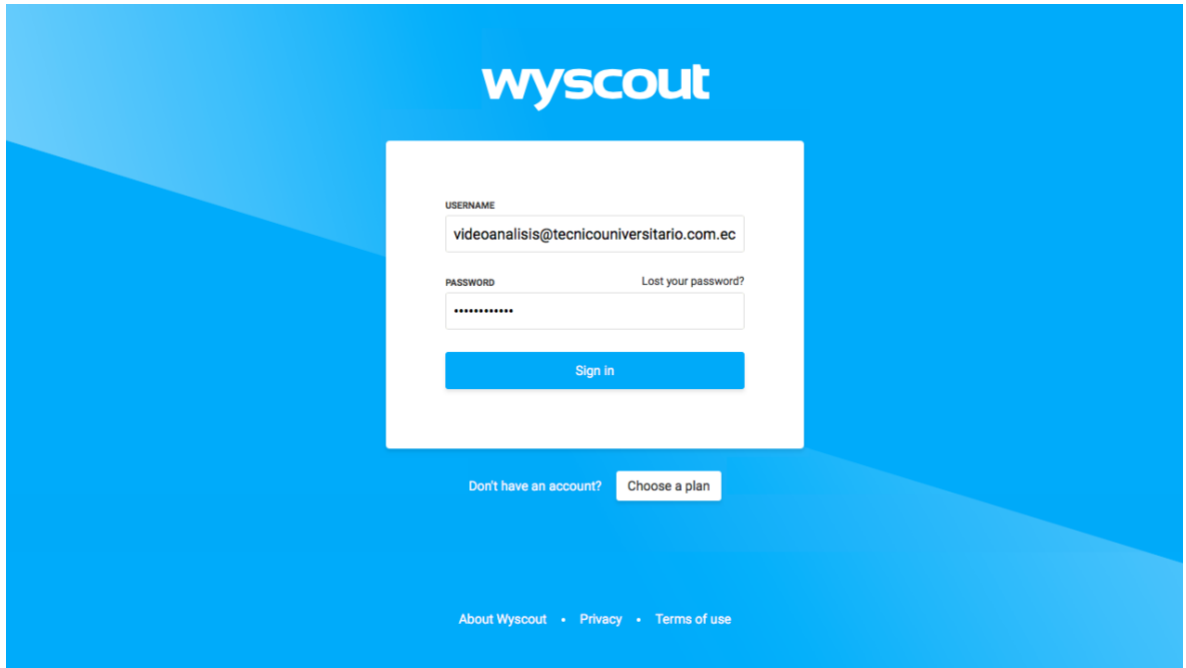 wyscout
USERNAME
videoanalisis@tecnicouniversitario.com.ec
PASSWORD Lost your password?
••••••••••••
Sign in
Don't have an account? Choose a plan
About Wyscout • Privacy • Terms of use